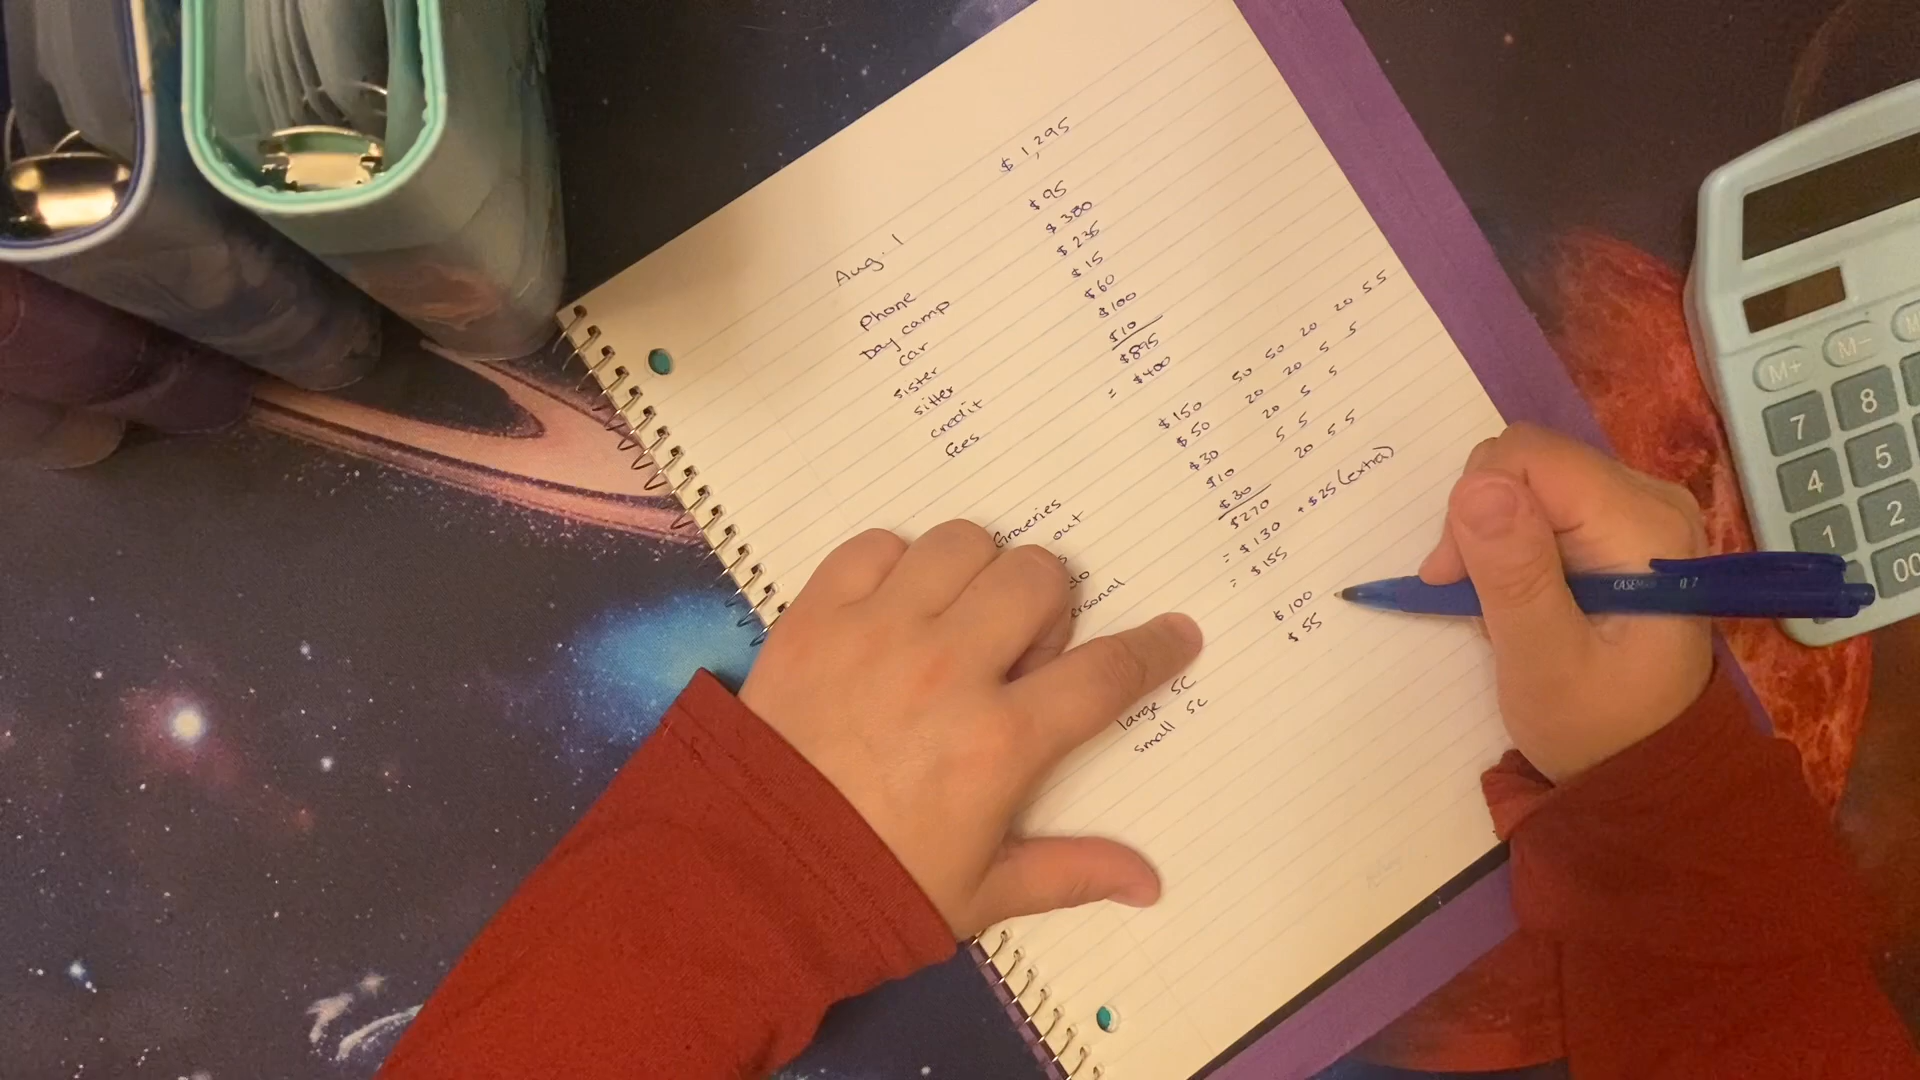 Aug. 1 $1,295
Phone $95
Day camp $380
car $235
sister $15
sitter $60
credit $100
fees $10
$895
= $400
Groceries $150 50 50 20 20 5 5
out $50 20 20 5 5
$30 20 5 5
$10 5 5
$30 20 5 5
$270
= $130 + $25 (extra)
= $155
large SC $100
small SC $55
CASEMATE 0.7
M+ M-
7 8
4 5
1 2
00